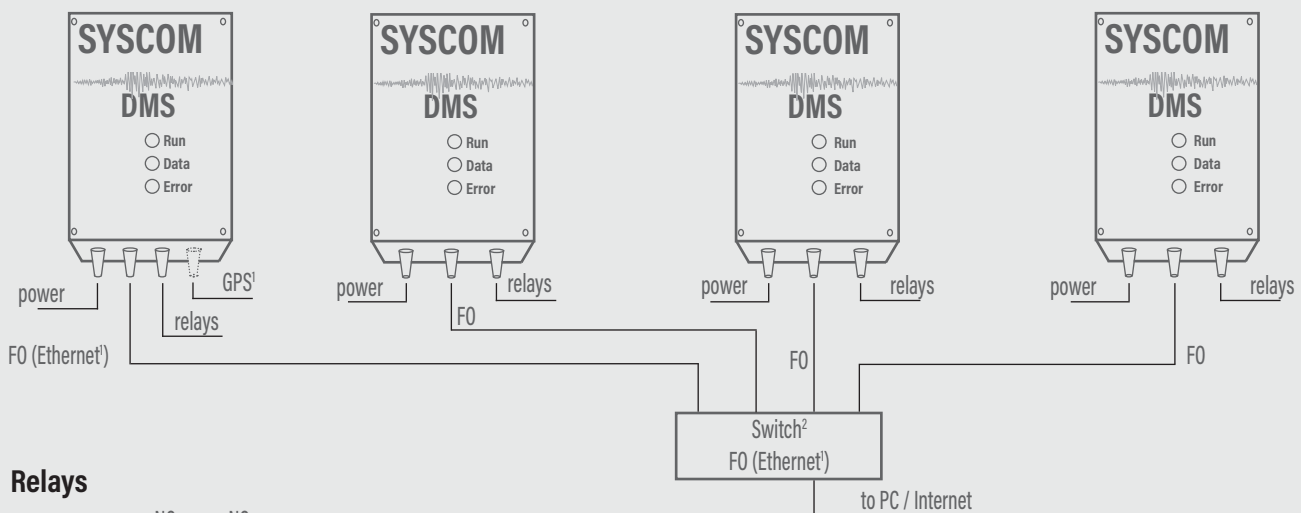 SYSCOM
DMS
Run
Data
Error
SYSCOM
DMS
Run
Data
Error
SYSCOM
DMS
Run
Data
Error
SYSCOM
DMS
Run
Data
Error
power
GPS¹
relays
FO (Ethernet¹)
power
relays
FO
power
relays
FO
power
relays
FO
Switch²
FO (Ethernet¹)
to PC / Internet
Relays